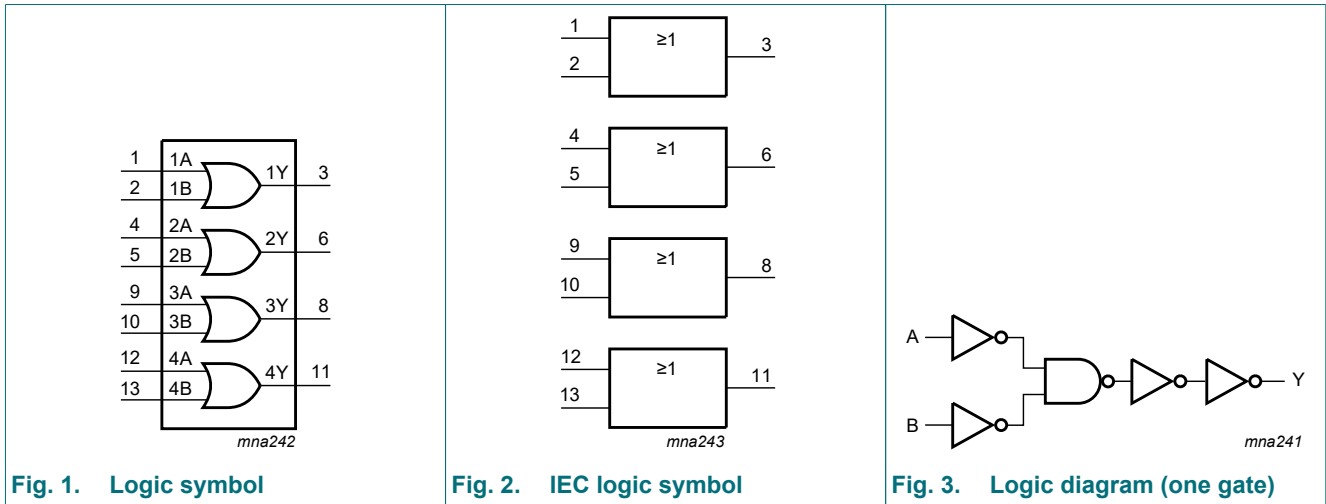 1 1A 1Y 3
2 1B
4 2A 2Y 6
5 2B
9 3A 3Y 8
10 3B
12 4A 4Y 11
13 4B
mna242
Fig. 1. Logic symbol
1 ≥1 3
2
4 ≥1 6
5
9 ≥1 8
10
12 ≥1 11
13
mna243
Fig. 2. IEC logic symbol
A
Y
B
mna241
Fig. 3. Logic diagram (one gate)